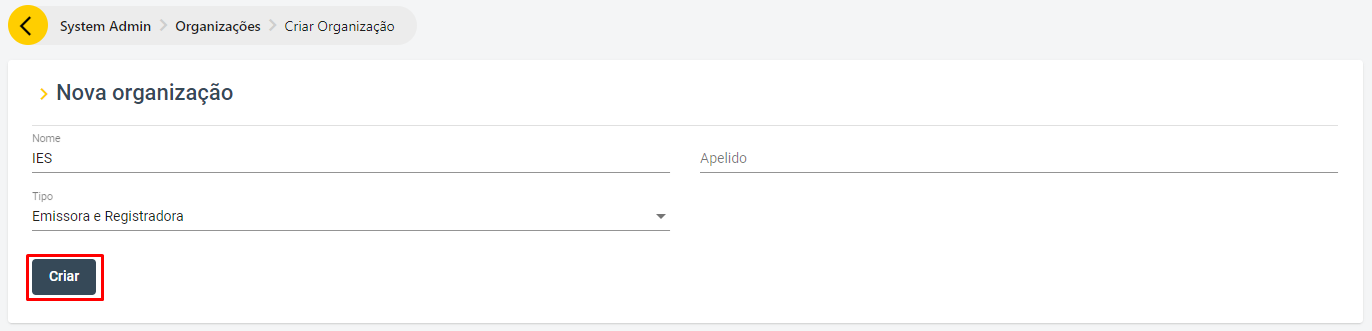 System Admin Organizações Criar Organização
Nova organização
Nome
IES
Apelido
Tipo
Emissora e Registradora
Criar